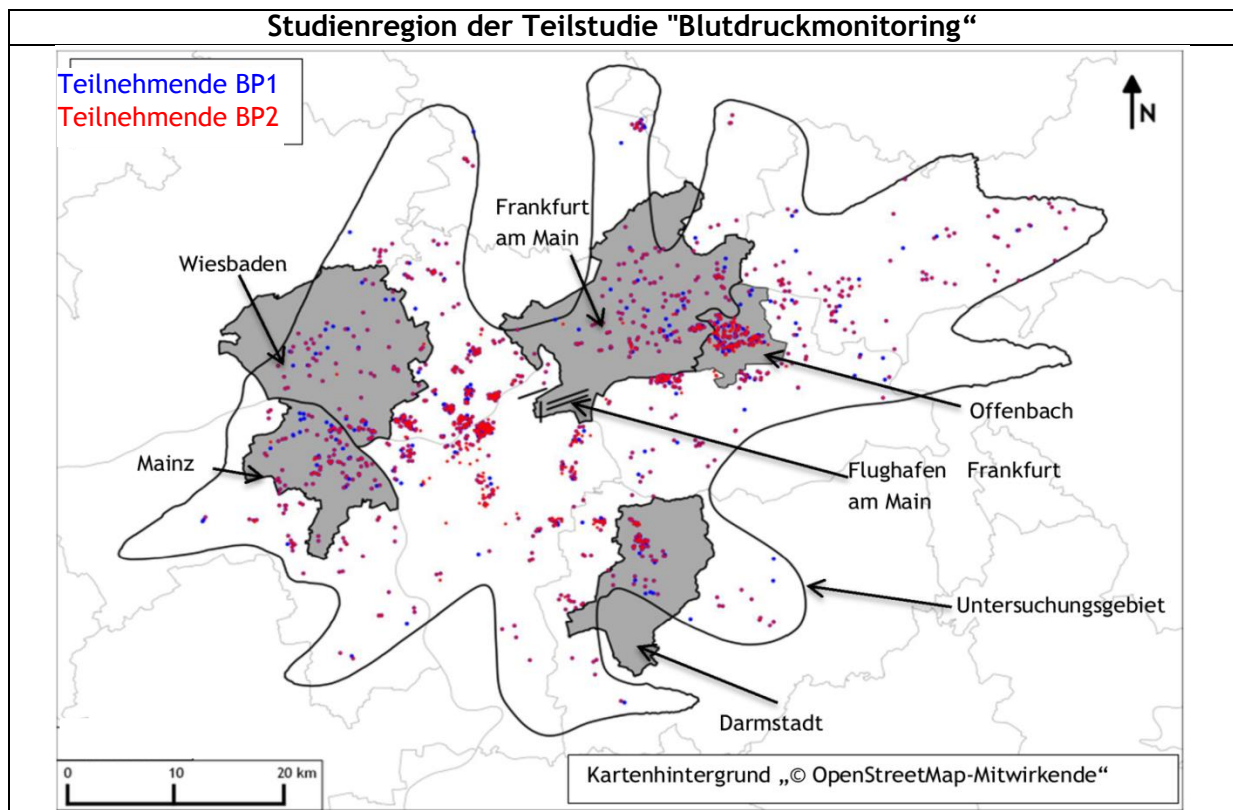 Studienregion der Teilstudie "Blutdruckmonitoring“
Teilnehmende BP1
Teilnehmende BP2
N
Frankfurt
am Main
Wiesbaden
Offenbach
Mainz
Flughafen Frankfurt
am Main
Untersuchungsgebiet
Darmstadt
0 10 20 km
Kartenhintergrund „© OpenStreetMap-Mitwirkende“